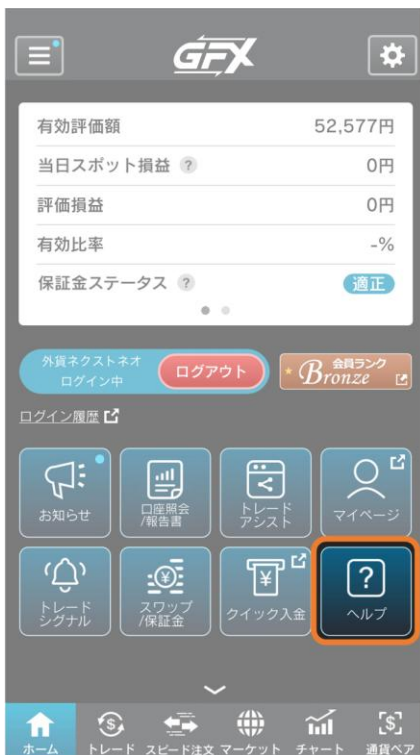 GFX
有効評価額 52,577円
当日スポット損益 ? 0円
評価損益 0円
有効比率 -%
保証金ステータス ? 適正
外貨ネクストネオ
ログイン中
ログアウト
会員ランク
Bronze
ログイン履歴
お知らせ
口座照会
/報告書
トレード
アシスト
マイページ
トレード
シグナル
スワップ
/保証金
クイック入金
?
ヘルプ
ホーム トレード スピード注文 マーケット チャート 通貨ペア